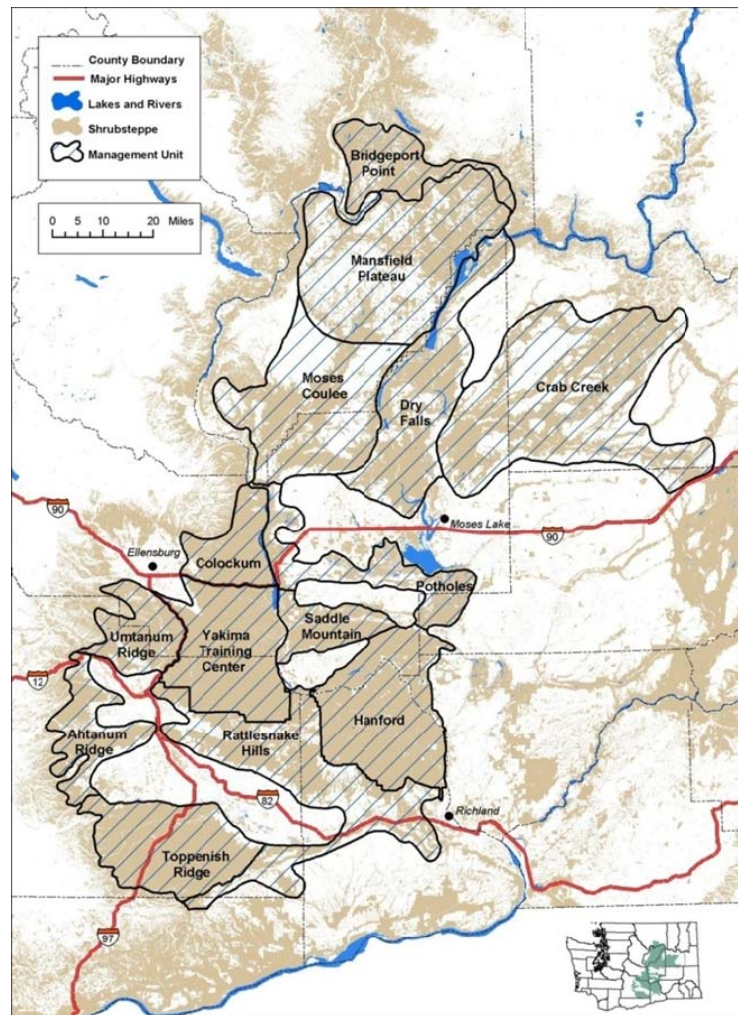 County Boundary
Major Highways
Lakes and Rivers
Shrubsteppe
Management Unit
0 5 10 20 Miles
Bridgeport
Point
Mansfield
Plateau
Moses
Coulee
Dry
Falls
Crab Creek
90
Moses Lake
90
Ellensburg
Colockum
Potholes
Umtanum
Ridge
Yakima
Training
Center
Saddle
Mountain
12
Ahtanum
Ridge
Rattlesnake
Hills
Hanford
82
Richland
Toppenish
Ridge
97